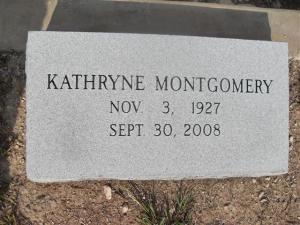 KATHRYNE MONTGOMERY
NOV. 3, 1927
SEPT. 30, 2008